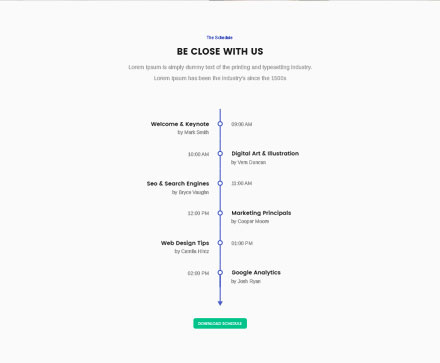 The Schedule
BE CLOSE WITH US
Lorem Ipsum is simply dummy text of the printing and typesetting industry.
Lorem Ipsum has been the industry's since the 1500s
Welcome & Keynote
09:00 AM
by Mark Smith
10:00 AM
Digital Art & Illustration
by Vera Duncan
Seo & Search Engines
11:00 AM
by Bryce Vaughn
12:00 PM
Marketing Principals
by Cooper Moore
Web Design Tips
01:00 PM
by Camila Hinoz
02:00 PM
Google Analytics
by Josh Ryan
DOWNLOAD SCHEDULE